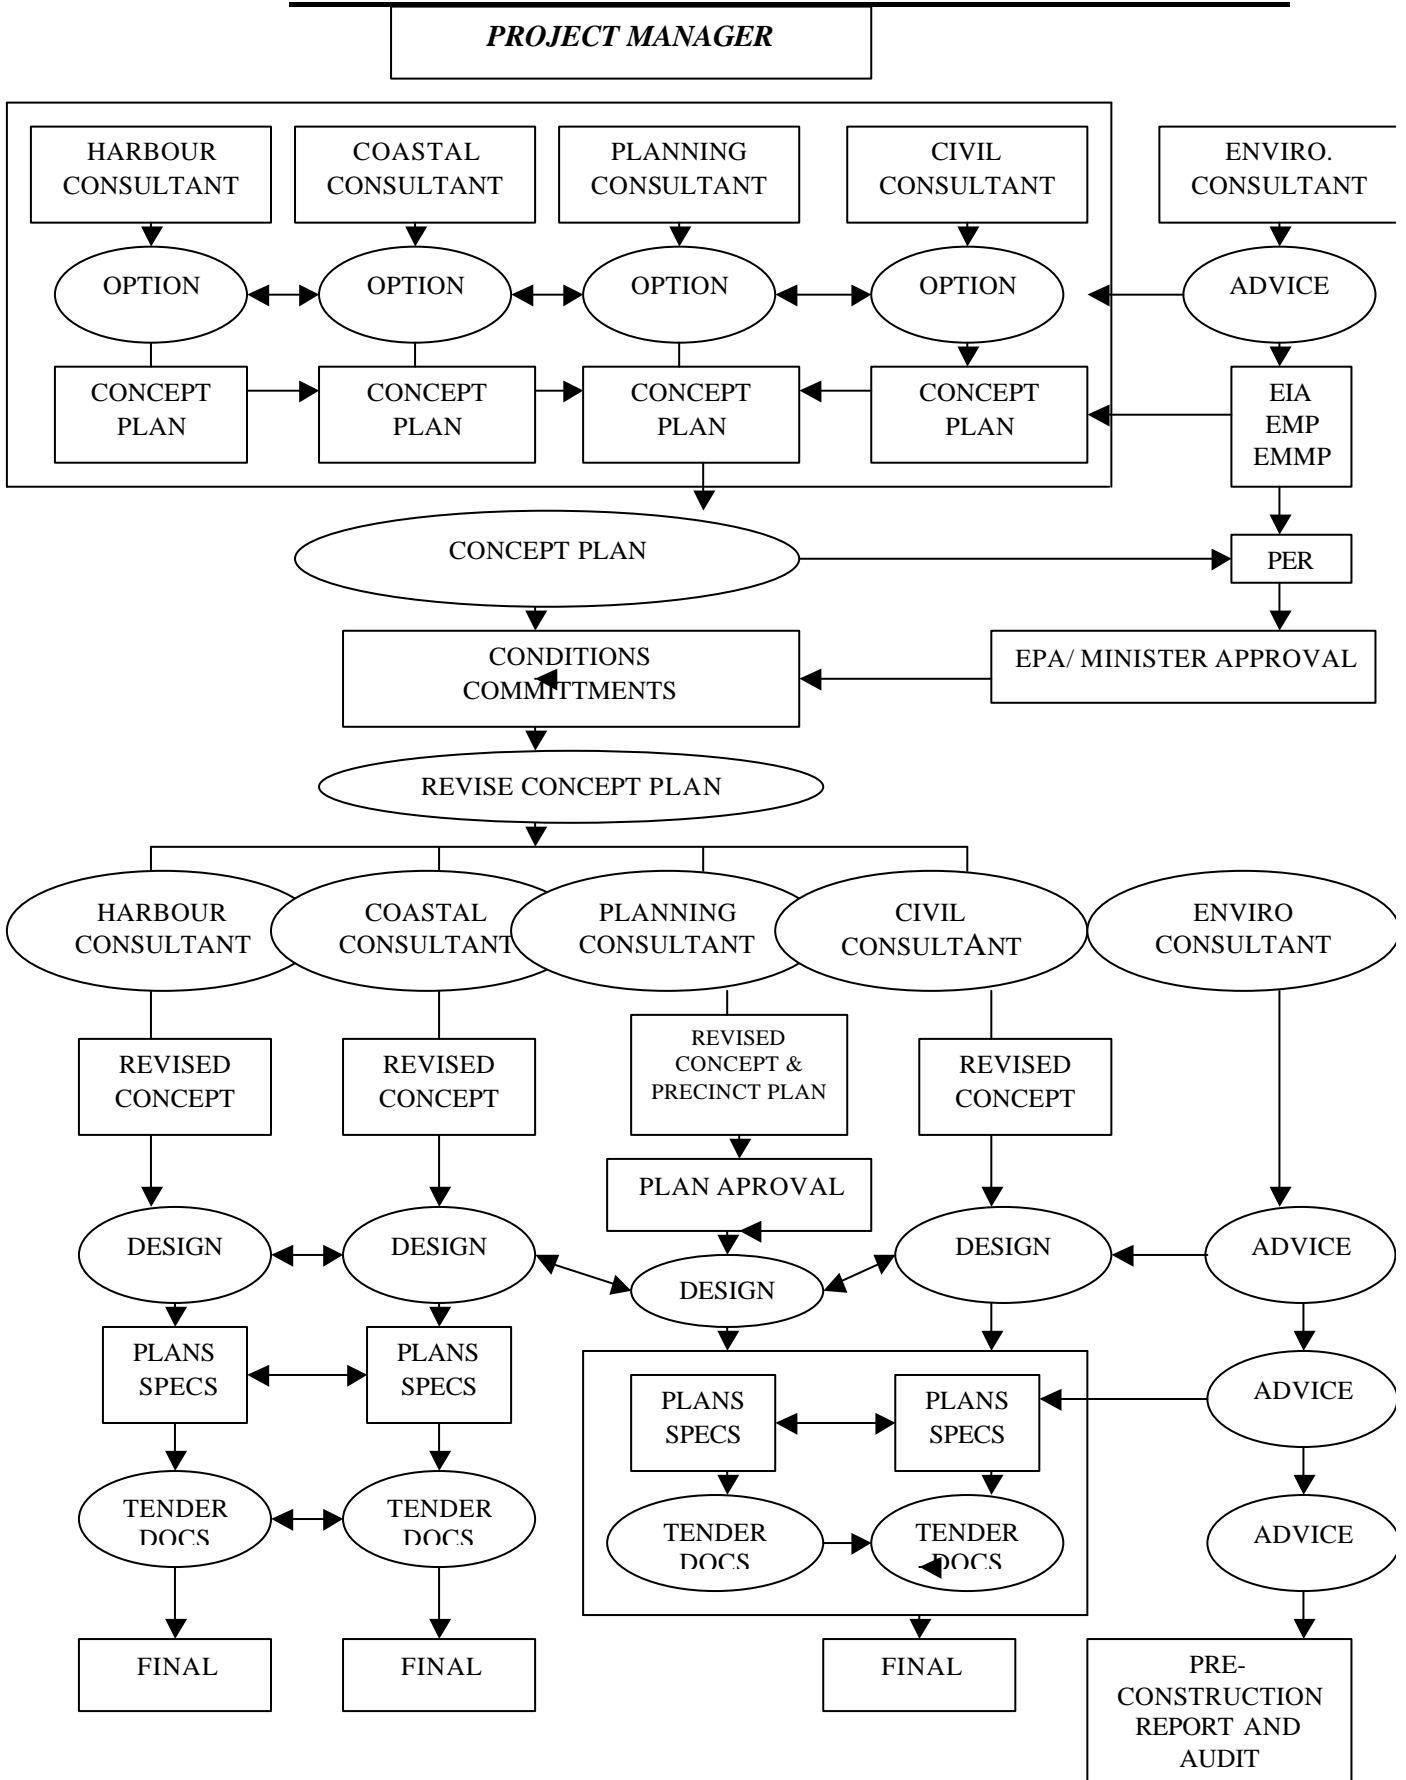 PROJECT MANAGER
HARBOUR
CONSULTANT
COASTAL
CONSULTANT
PLANNING
CONSULTANT
CIVIL
CONSULTANT
ENVIRO.
CONSULTANT
OPTION
OPTION
OPTION
OPTION
ADVICE
CONCEPT
PLAN
CONCEPT
PLAN
CONCEPT
PLAN
CONCEPT
PLAN
EIA
EMP
EMMP
CONCEPT PLAN
PER
CONDITIONS
COMMITTMENTS
EPA/ MINISTER APPROVAL
REVISE CONCEPT PLAN
HARBOUR
CONSULTANT
COASTAL
CONSULTANT
PLANNING
CONSULTANT
CIVIL
CONSULTANT
ENVIRO
CONSULTANT
REVISED
CONCEPT
REVISED
CONCEPT
REVISED
CONCEPT &
PRECINCT PLAN
REVISED
CONCEPT
PLAN APROVAL
DESIGN
DESIGN
DESIGN
DESIGN
ADVICE
PLANS
SPECS
PLANS
SPECS
PLANS
SPECS
PLANS
SPECS
ADVICE
TENDER
DOCS
TENDER
DOCS
TENDER
DOCS
TENDER
DOCS
ADVICE
FINAL
FINAL
FINAL
PRE-
CONSTRUCTION
REPORT AND
AUDIT